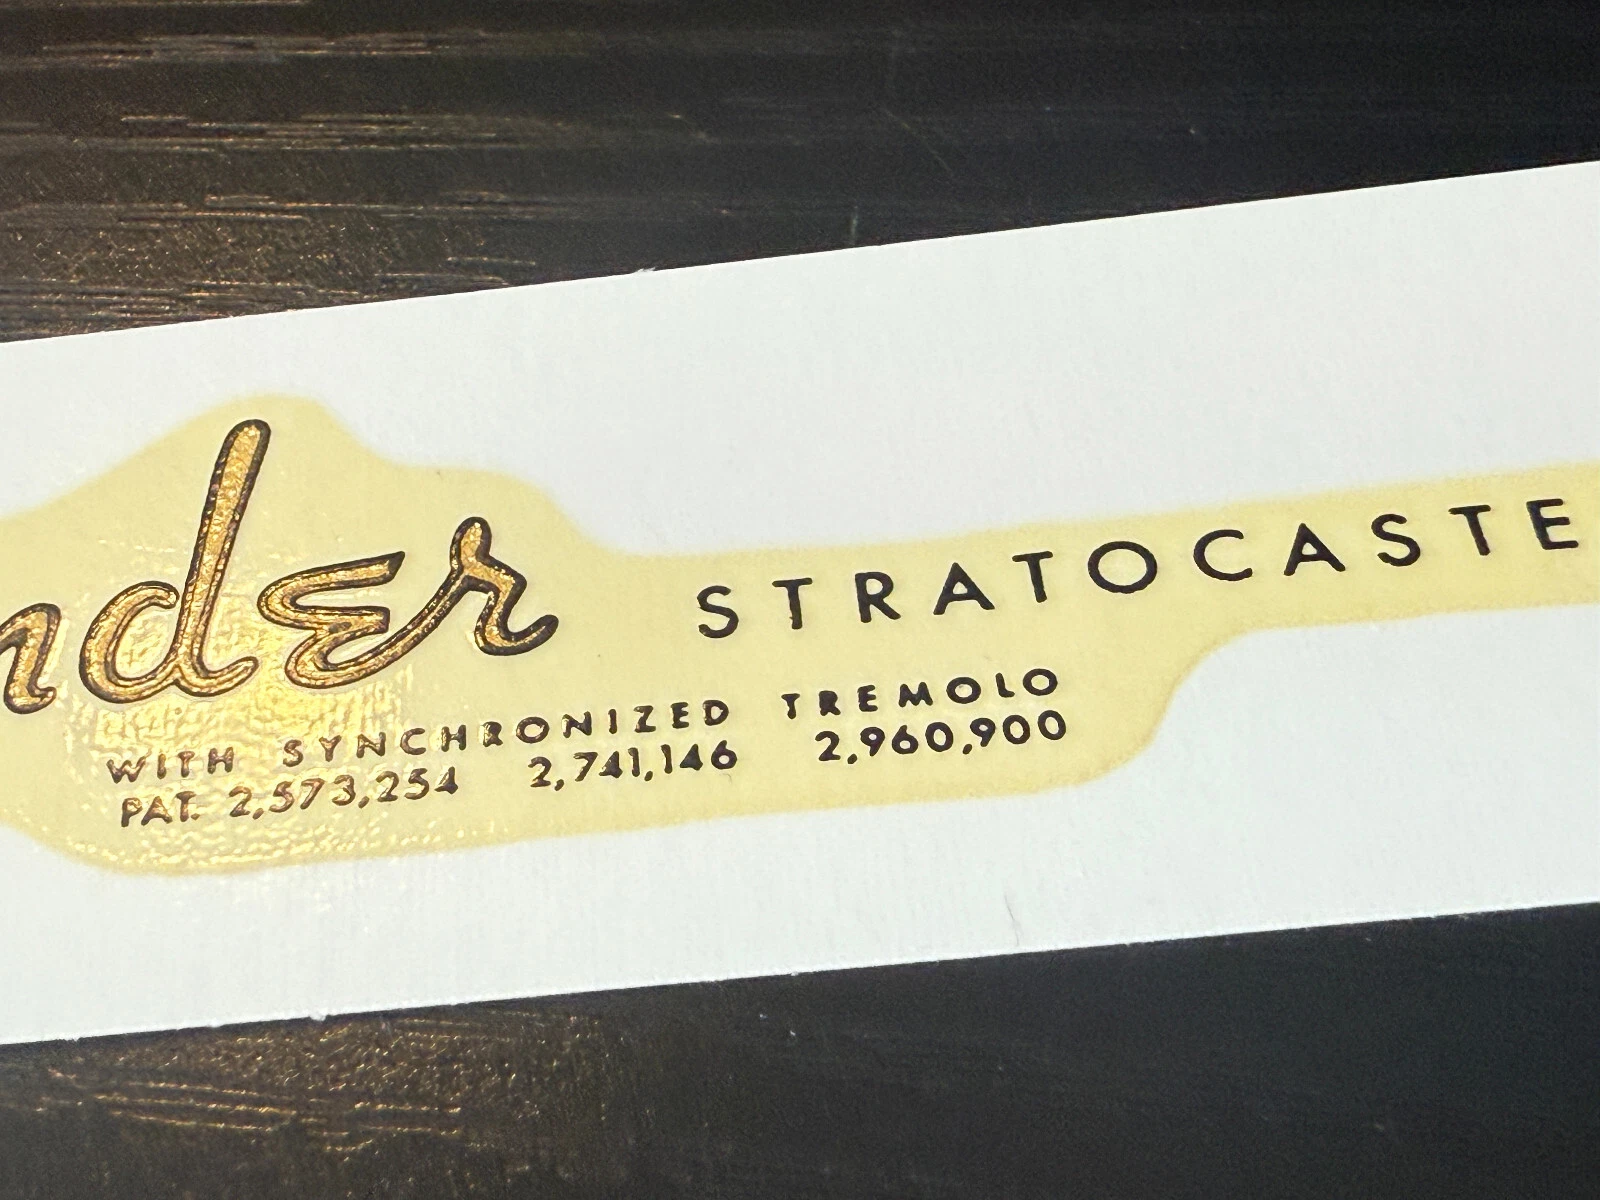 nder STRATOCASTE
WITH SYNCHRONIZED TREMOLO
PAT. 2,573,254 2,741,146 2,960,900